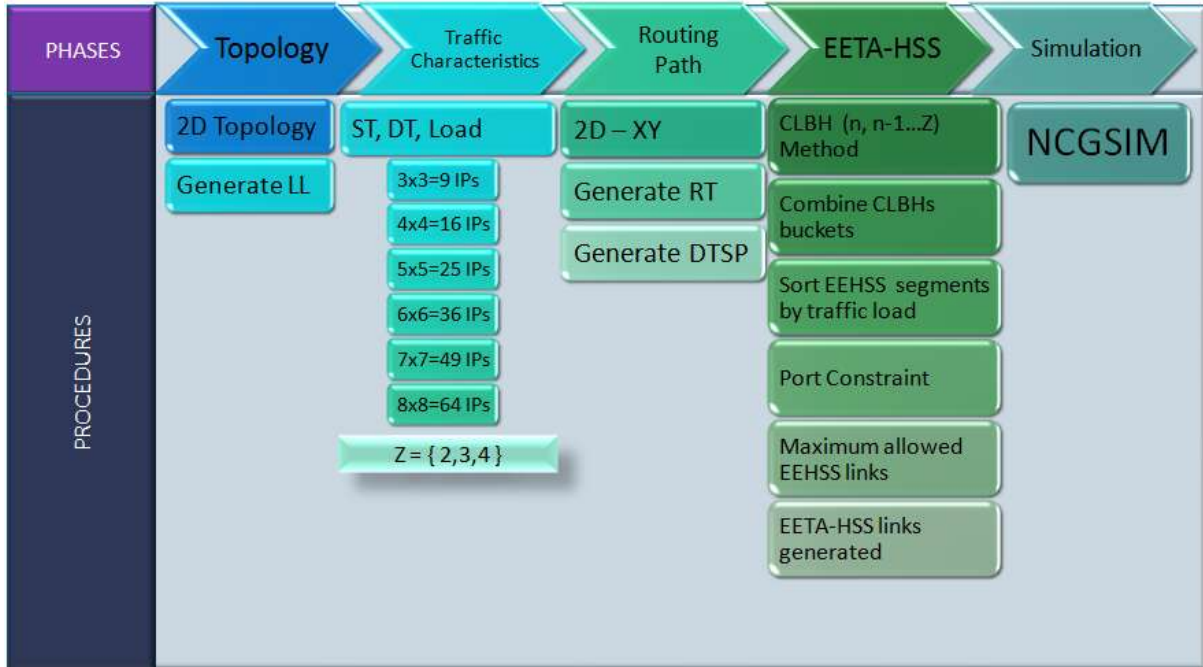 PHASES
Topology
Traffic
Characteristics
Routing
Path
EETA-HSS
Simulation
PROCEDURES
2D Topology
Generate LL
ST, DT, Load
3x3=9 IPs
4x4=16 IPs
5x5=25 IPs
6x6=36 IPs
7x7=49 IPs
8x8=64 IPs
Z = { 2,3,4 }
2D – XY
Generate RT
Generate DTSP
CLBH (n, n-1...Z)
Method
Combine CLBHs
buckets
Sort EEHSS segments
by traffic load
Port Constraint
Maximum allowed
EEHSS links
EETA-HSS links
generated
NCGSIM